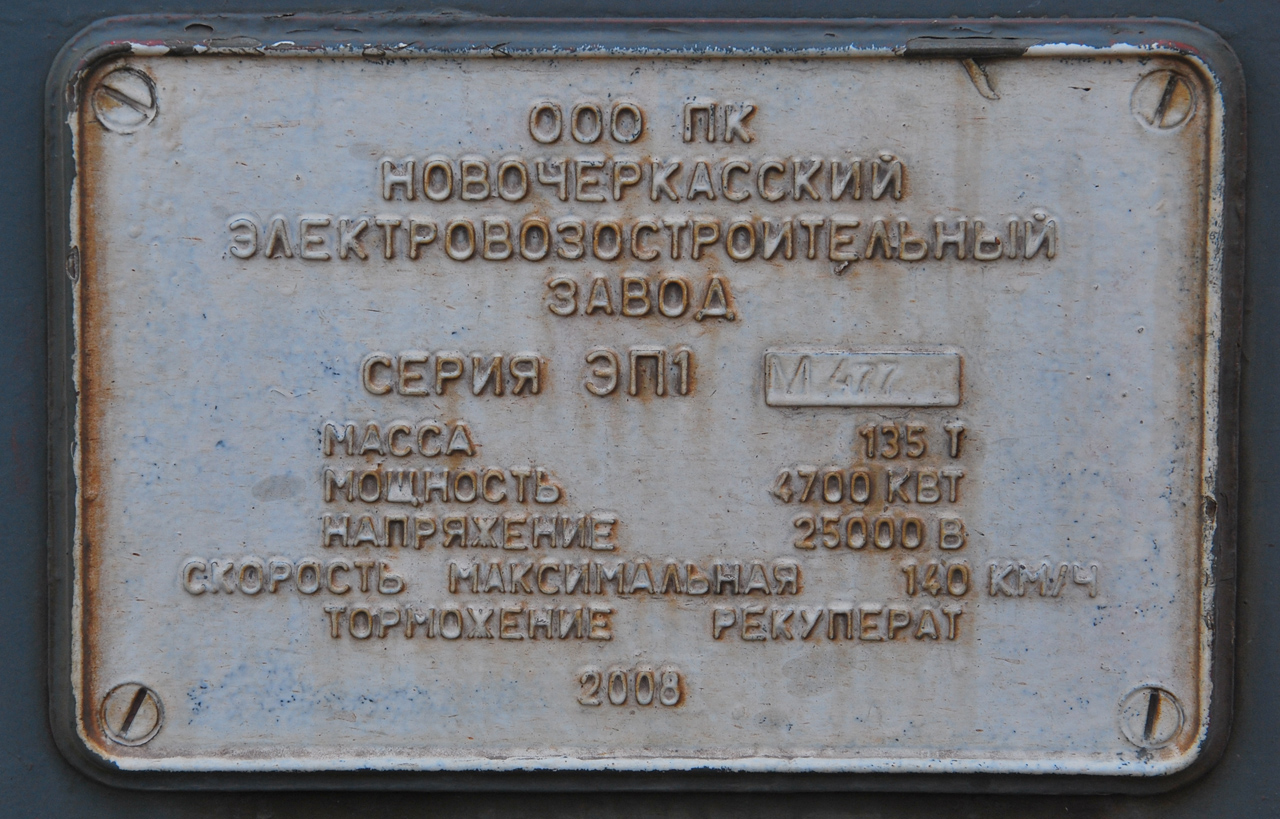 ООО ПК
НОВОЧЕРКАССКИЙ
ЭЛЕКТРОВОЗОСТРОИТЕЛЬНЫЙ
ЗАВОД
СЕРИЯ ЭП1 М 477
МАССА 135 Т
МОЩНОСТЬ 4700 КВТ
НАПРЯЖЕНИЕ 25000 В
СКОРОСТЬ МАКСИМАЛЬНАЯ 140 КМ/Ч
ТОРМОЖЕНИЕ РЕКУПЕРАТ
2008